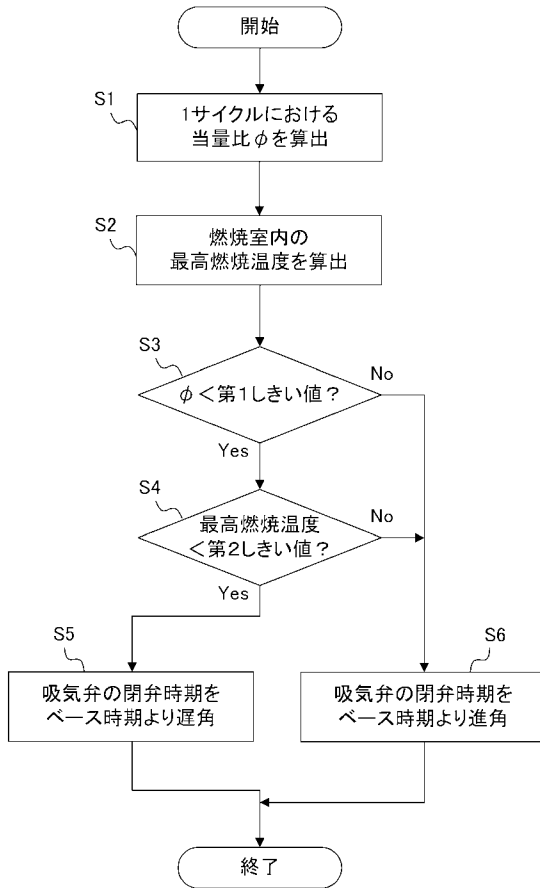 開始
S1
1サイクルにおける
当量比φを算出
S2
燃焼室内の
最高燃焼温度を算出
S3
φ＜第1しきい値？
No
Yes
S4
最高燃焼温度
＜第2しきい値？
No
Yes
S5
吸気弁の閉弁時期を
ベース時期より遅角
S6
吸気弁の閉弁時期を
ベース時期より進角
終了